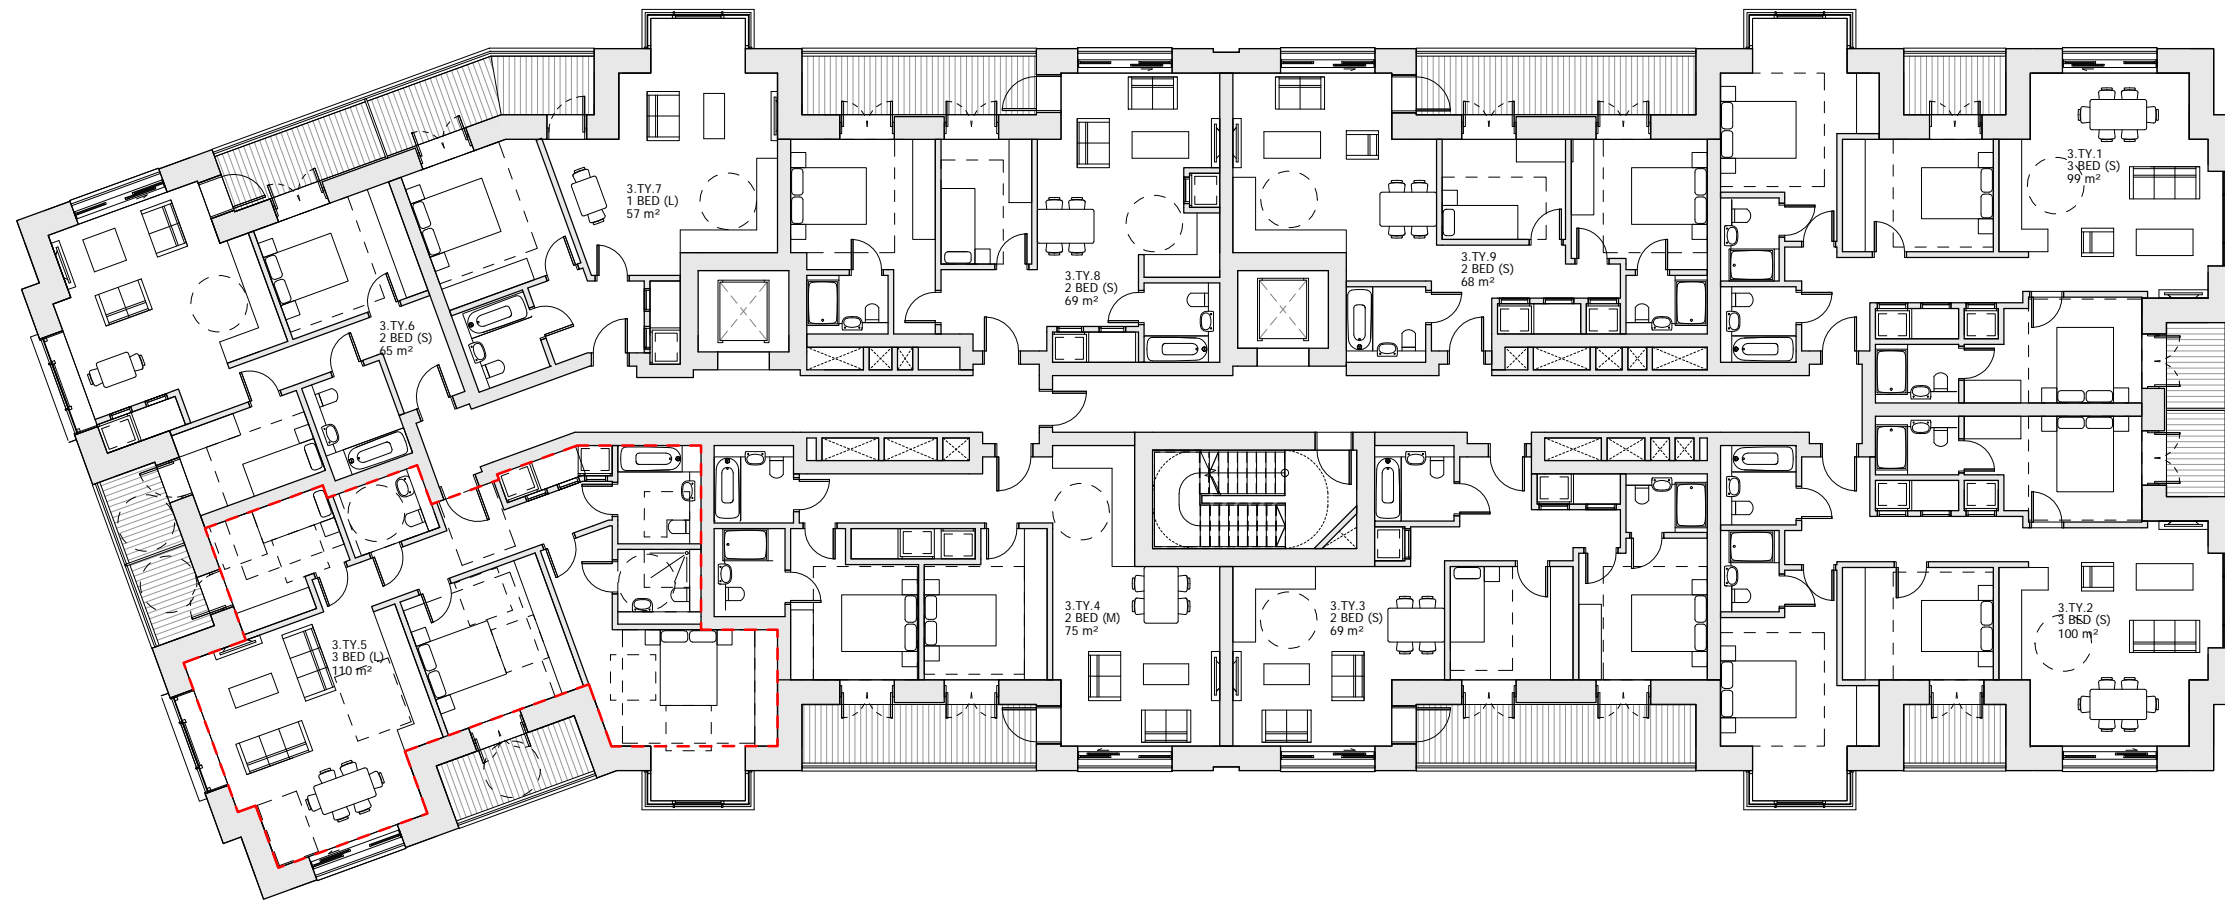 3.TY.1
3 BED (S)
99 m²
3.TY.7
1 BED (L)
57 m²
3.TY.8
2 BED (S)
69 m²
3.TY.9
2 BED (S)
68 m²
3.TY.6
2 BED (S)
65 m²
3.TY.5
3 BED (L)
110 m²
3.TY.4
2 BED (M)
75 m²
3.TY.3
2 BED (S)
69 m²
3.TY.2
3 BED (S)
100 m²